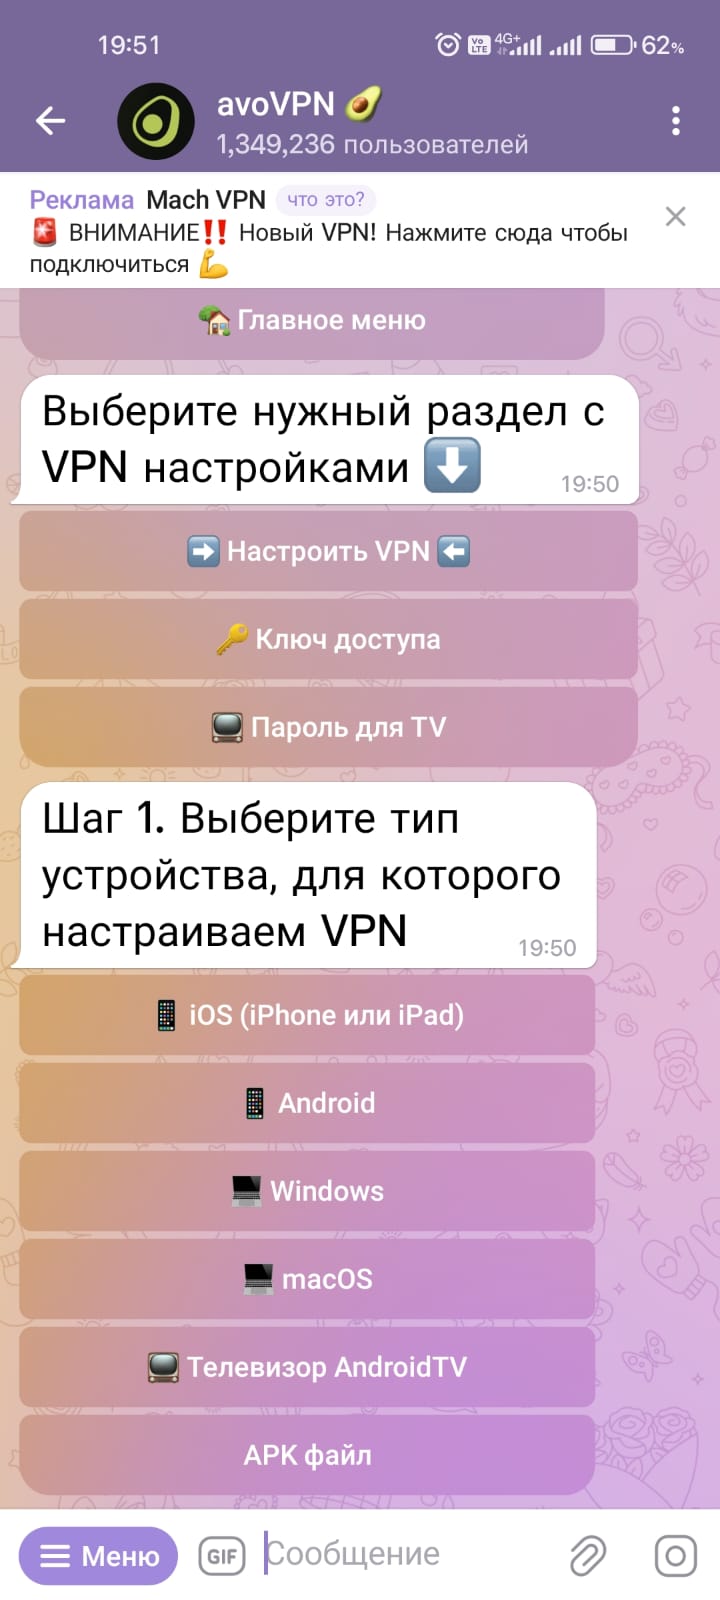 19:51
Vo LTE 4G+ 62%
avoVPN
1,349,236 пользователей
Реклама Mach VPN что это?
ВНИМАНИЕ‼ Новый VPN! Нажмите сюда чтобы
подключиться
Главное меню
Выберите нужный раздел с
VPN настройками
19:50
Настроить VPN
Ключ доступа
Пароль для TV
Шаг 1. Выберите тип
устройства, для которого
настраиваем VPN
19:50
iOS (iPhone или iPad)
Android
Windows
macOS
Телевизор AndroidTV
APK файл
Меню GIF Сообщение